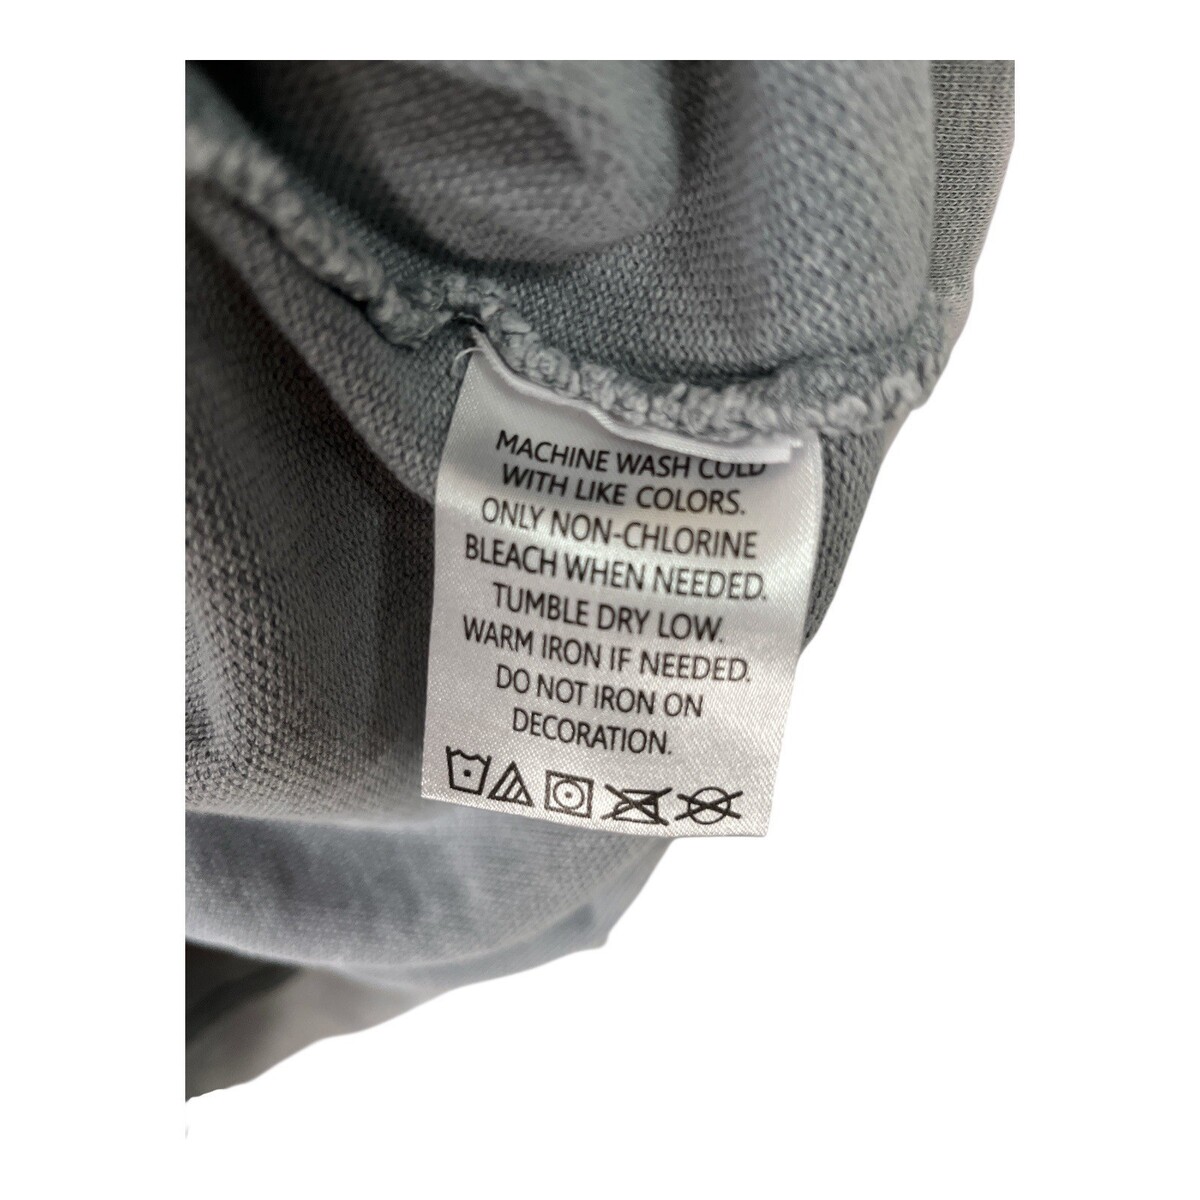 MACHINE WASH COLD
WITH LIKE COLORS.
ONLY NON-CHLORINE
BLEACH WHEN NEEDED.
TUMBLE DRY LOW.
WARM IRON IF NEEDED.
DO NOT IRON ON
DECORATION.